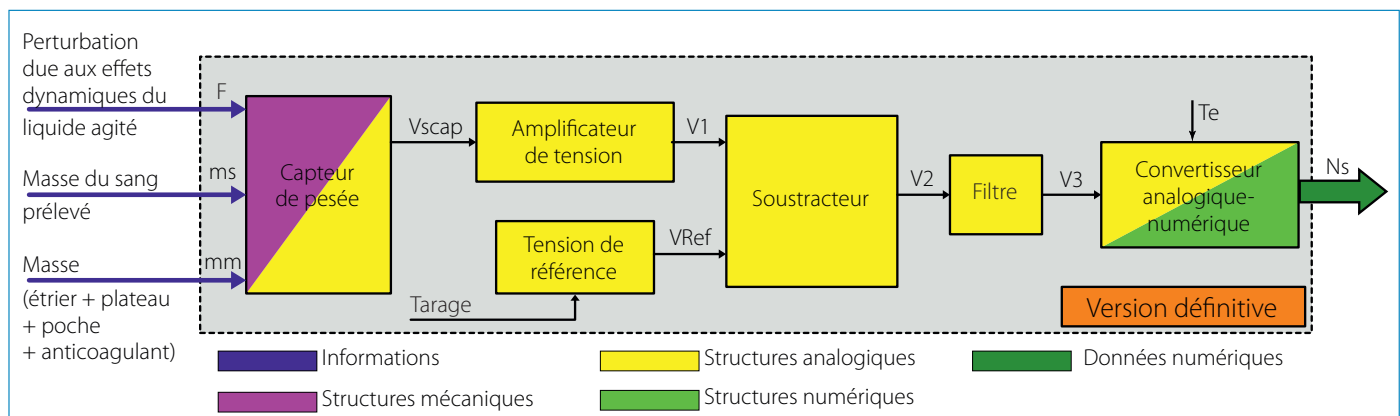 Perturbation
due aux effets
dynamiques du
liquide agité
F
Masse du sang
prélevé
ms
Masse
(étrier + plateau
+ poche
+ anticoagulant)
mm
Capteur
de pesée
Vscap
Amplificateur
de tension
V1
Tarage
Tension de
référence
VRef
Soustracteur
V2
Filtre
V3
Te
Convertisseur
analogique-
numérique
Ns
Version définitive
Informations
Structures analogiques
Données numériques
Structures mécaniques
Structures numériques